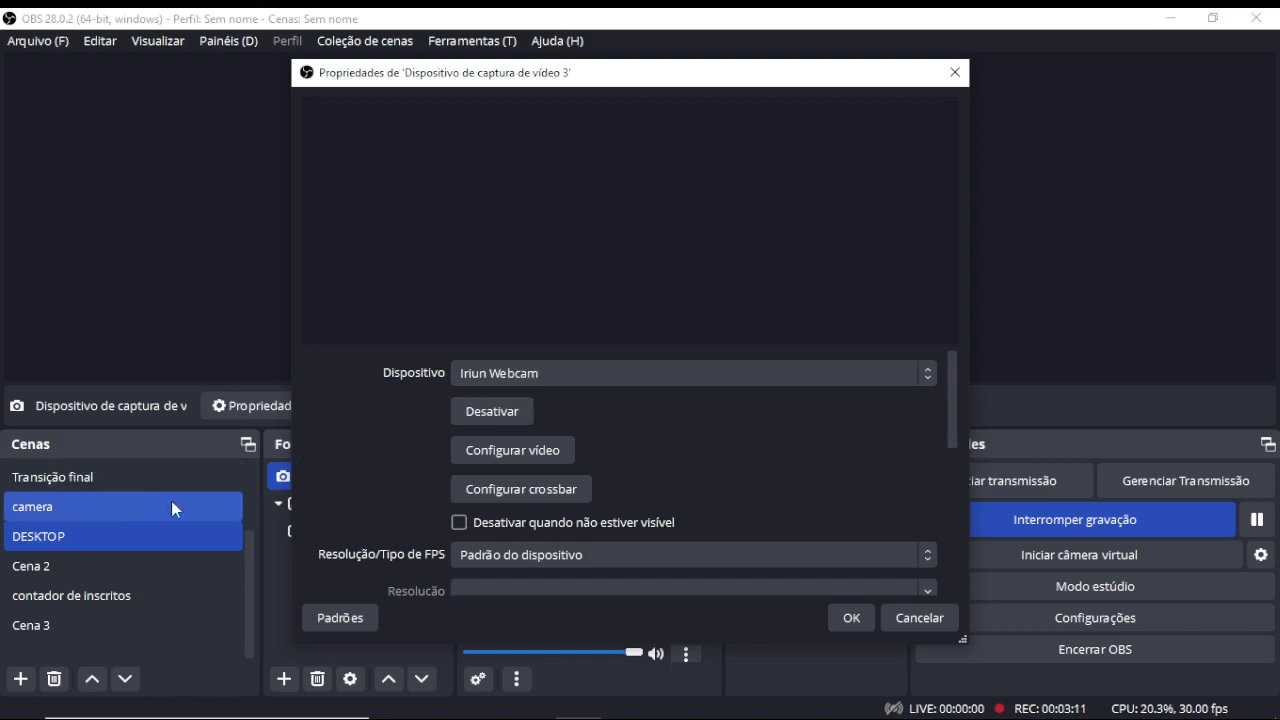 OBS 28.0.2 (64-bit, windows) - Perfil: Sem nome - Cenas: Sem nome
Arquivo (F) Editar Visualizar Painéis (D) Perfil Coleção de cenas Ferramentas (T) Ajuda (H)
Propriedades de 'Dispositivo de captura de vídeo 3'
Dispositivo Iriun Webcam
Desativar
Configurar vídeo
Configurar crossbar
Desativar quando não estiver visível
Resolução/Tipo de FPS Padrão do dispositivo
Resolução
Padrões OK Cancelar
Dispositivo de captura de v Propriedad
Cenas
Transição final
camera
DESKTOP
Cena 2
contador de inscritos
Cena 3
Fo
es
iar transmissão Gerenciar Transmissão
Interromper gravação
Iniciar câmera virtual
Modo estúdio
Configurações
Encerrar OBS
LIVE: 00:00:00 REC: 00:03:11 CPU: 20.3%, 30.00 fps